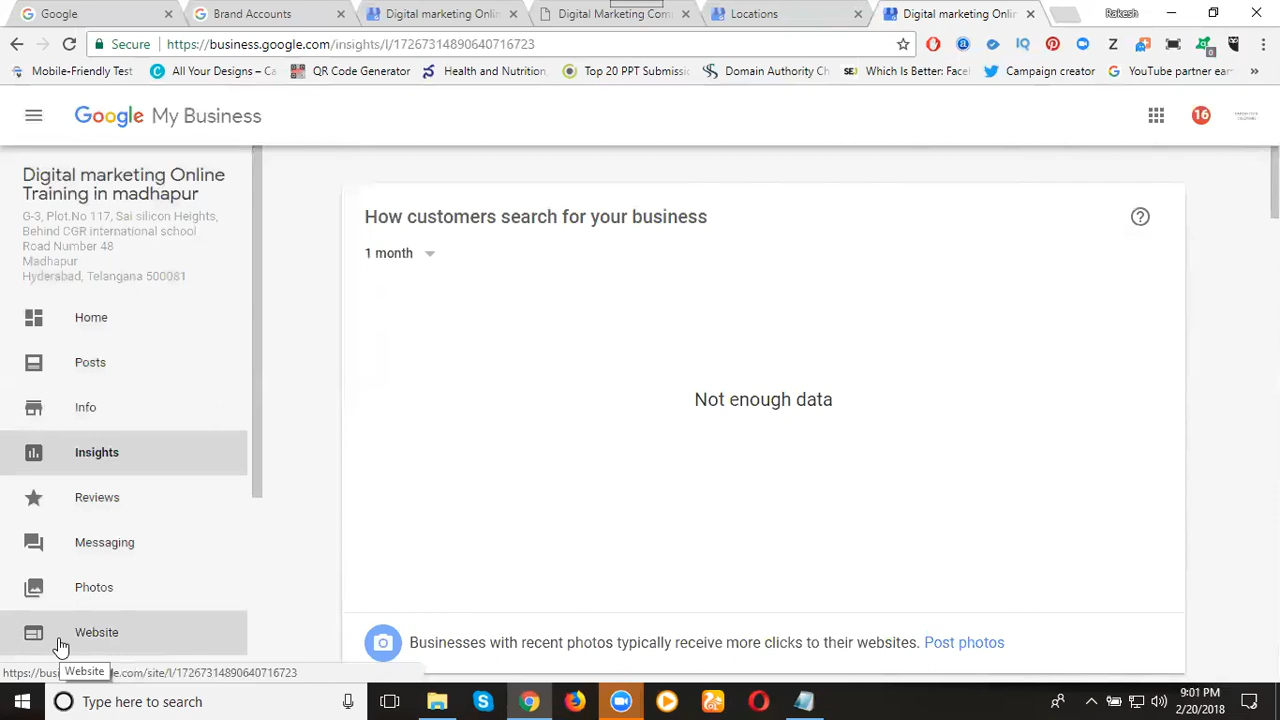 Google
Brand Accounts
Digital marketing Onlin
Digital Marketing Com
Locations
Digital marketing Onlin
Rakesh
Secure
https://business.google.com/insights/l/17267314890640716723
0
Mobile-Friendly Test
All Your Designs – Ca
QR Code Generator
Health and Nutrition,
Top 20 PPT Submissic
Domain Authority Ch
Which Is Better: Facel
Campaign creator
YouTube partner earn
Google My Business
16
Digital marketing Online
Training in madhapur
G-3, Plot.No 117, Sai silicon Heights,
Behind CGR international school
Road Number 48
Madhapur
Hyderabad, Telangana 500081
Home
Posts
Info
Insights
Reviews
Messaging
Photos
Website
How customers search for your business
1 month
Not enough data
Businesses with recent photos typically receive more clicks to their websites. Post photos
Website
Type here to search
9:01 PM
2/20/2018